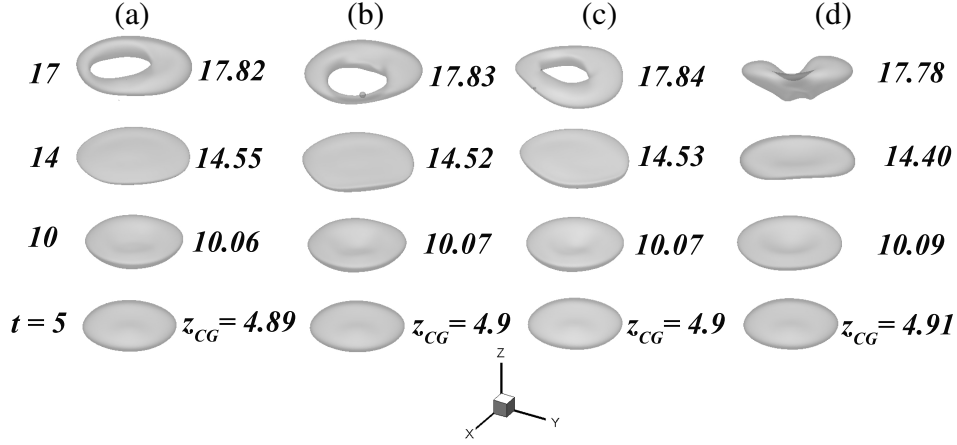 (a) (b) (c) (d)
17 17.82 17.83 17.84 17.78
14 14.55 14.52 14.53 14.40
10 10.06 10.07 10.07 10.09
t = 5 z_CG = 4.89 z_CG = 4.9 z_CG = 4.9 z_CG = 4.91
Z
X Y